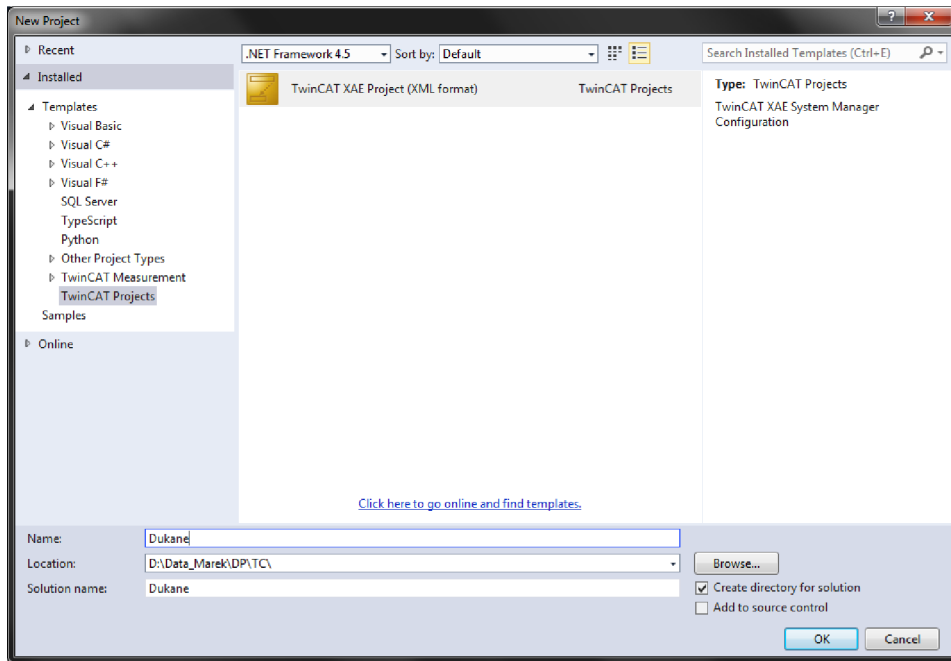 New Project
Recent
.NET Framework 4.5
Sort by: Default
Search Installed Templates (Ctrl+E)
Installed
Templates
Visual Basic
Visual C#
Visual C++
Visual F#
SQL Server
TypeScript
Python
Other Project Types
TwinCAT Measurement
TwinCAT Projects
Samples
Online
TwinCAT XAE Project (XML format)
TwinCAT Projects
Type: TwinCAT Projects
TwinCAT XAE System Manager
Configuration
Click here to go online and find templates.
Name: Dukane
Location: D:\Data_Marek\DP\TC\
Browse...
Solution name: Dukane
Create directory for solution
Add to source control
OK
Cancel